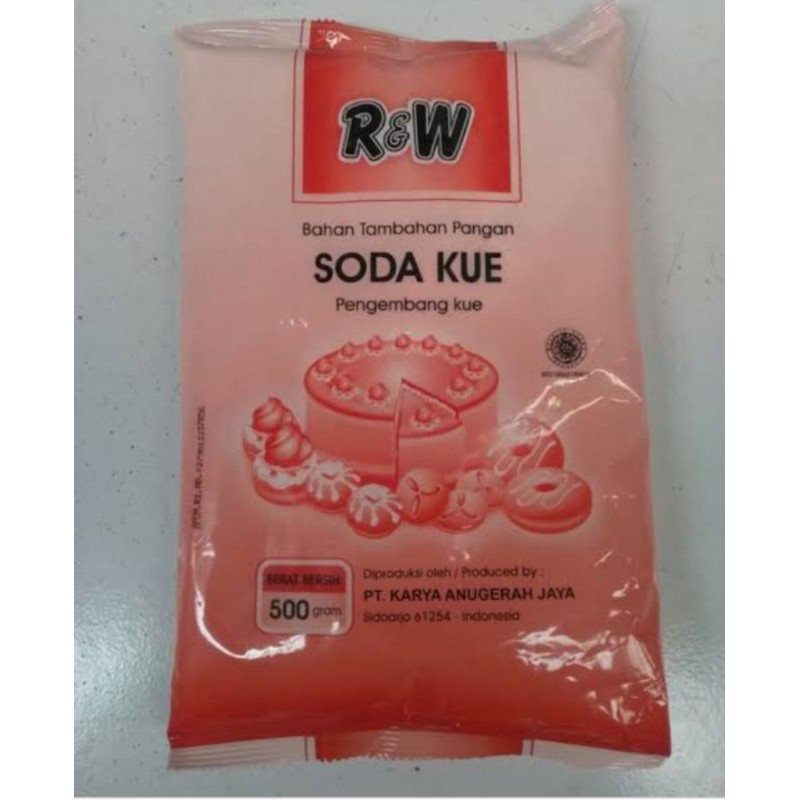 R&W
Bahan Tambahan Pangan
SODA KUE
Pengembang kue
BERAT BERSIH
500 gram
Diproduksi oleh / Produced by :
PT. KARYA ANUGERAH JAYA
Sidoarjo 61254 - Indonesia